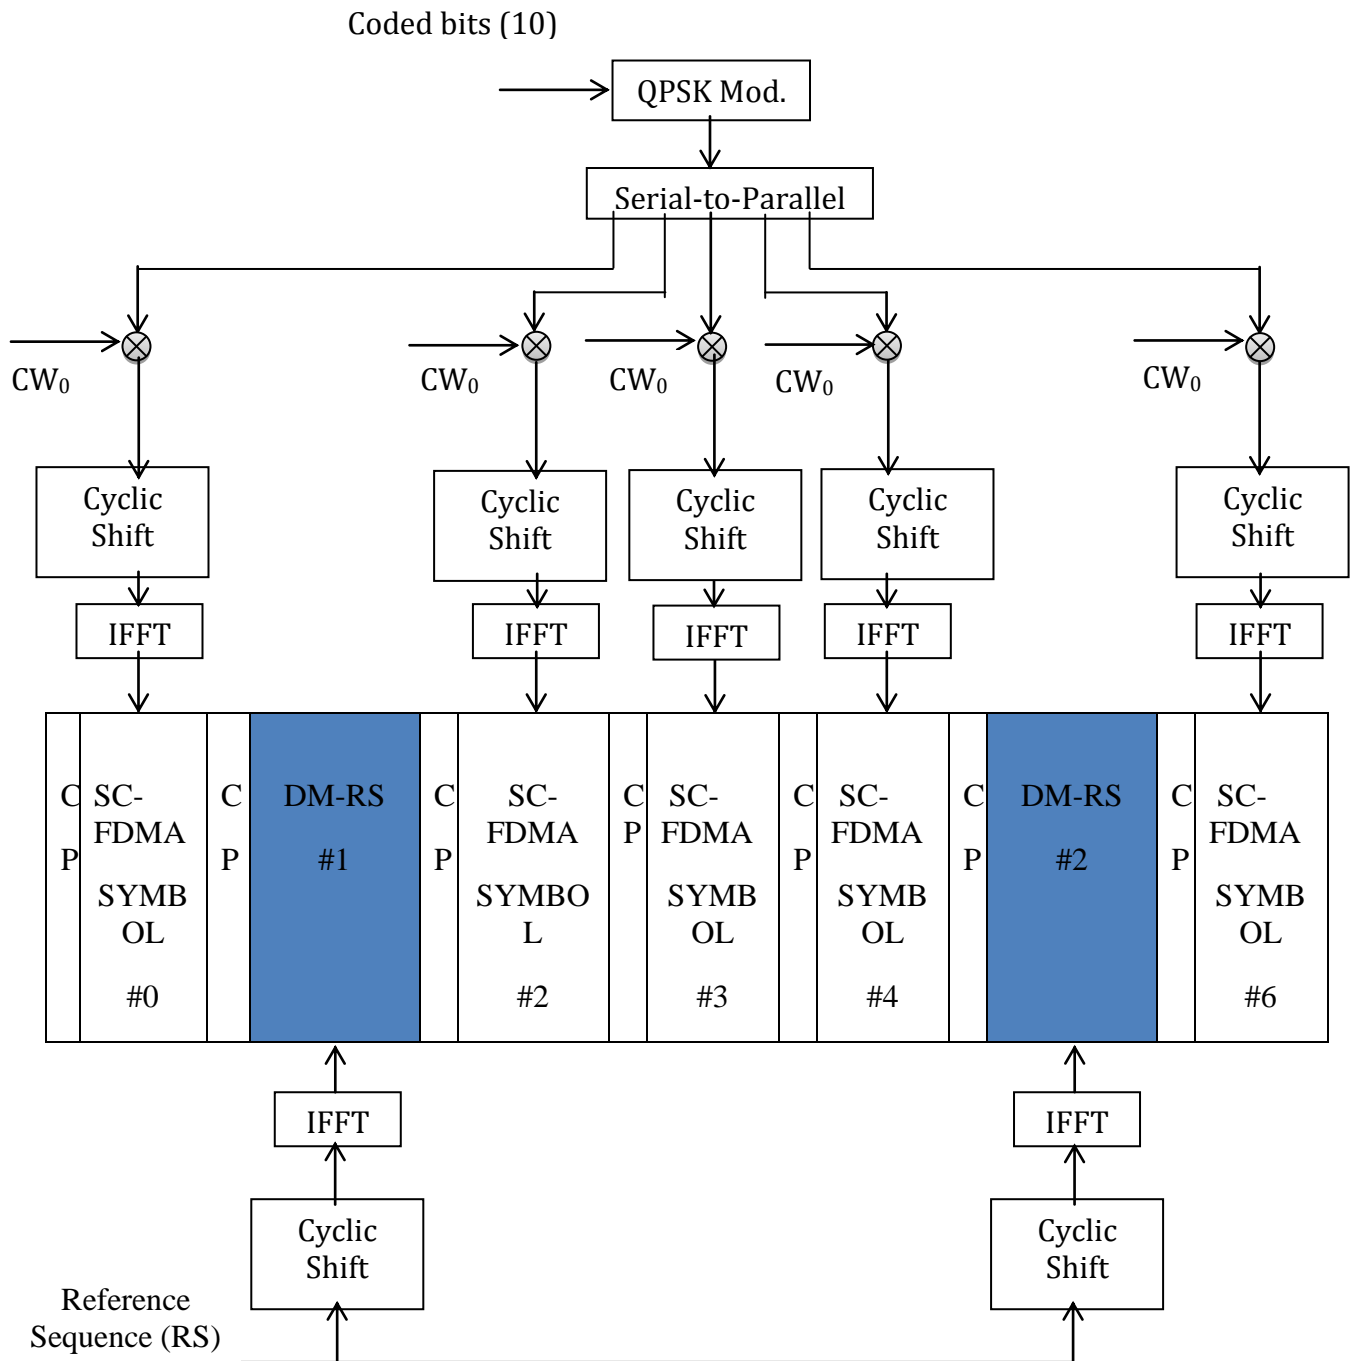 Coded bits (10)
QPSK Mod.
Serial-to-Parallel
CW₀
CW₀
CW₀
CW₀
CW₀
Cyclic
Shift
Cyclic
Shift
Cyclic
Shift
Cyclic
Shift
Cyclic
Shift
IFFT
IFFT
IFFT
IFFT
IFFT
C
P
SC-
FDMA
SYMB
OL
#0
C
P
DM-RS
#1
C
P
SC-
FDMA
SYMBO
L
#2
C
P
SC-
FDMA
SYMB
OL
#3
C
P
SC-
FDMA
SYMB
OL
#4
C
P
DM-RS
#2
C
P
SC-
FDMA
SYMB
OL
#6
IFFT
IFFT
Cyclic
Shift
Cyclic
Shift
Reference
Sequence (RS)